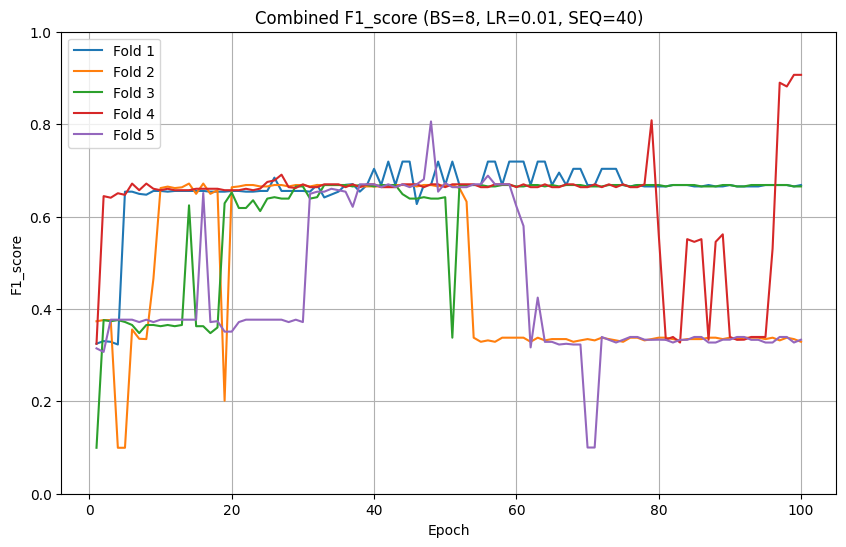 Combined F1_score (BS=8, LR=0.01, SEQ=40)
F1_score
1.0
0.8
0.6
0.4
0.2
0.0
Fold 1
Fold 2
Fold 3
Fold 4
Fold 5
0 20 40 60 80 100
Epoch